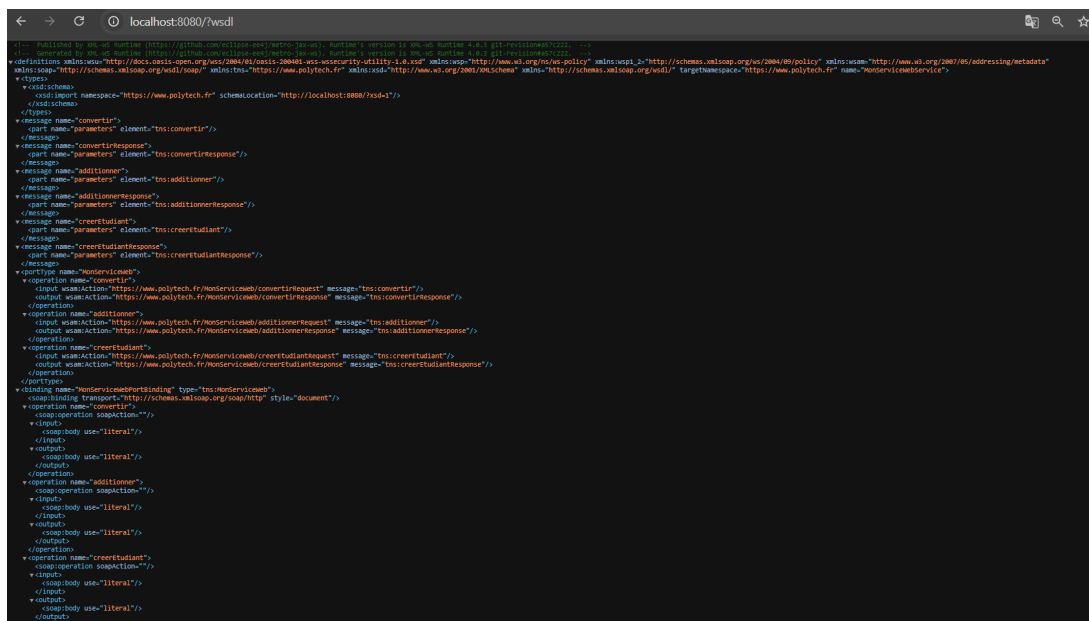 localhost:8080/?wsdl
<!-- Published by XML-WS Runtime (https://github.com/eclipse-ee4j/metro-jax-ws). Runtime's version is XML-WS Runtime 4.0.3 git-revision#a57c222. -->
<!-- Generated by XML-WS Runtime (https://github.com/eclipse-ee4j/metro-jax-ws). Runtime's version is XML-WS Runtime 4.0.3 git-revision#a57c222. -->
▼<definitions xmlns:wsu="http://docs.oasis-open.org/wss/2004/01/oasis-200401-wss-wssecurity-utility-1.0.xsd" xmlns:wsp="http://www.w3.org/ns/ws-policy" xmlns:wsp1_2="http://schemas.xmlsoap.org/ws/2004/09/policy" xmlns:wsam="http://www.w3.org/2007/05/addressing/metadata"
xmlns:soap="http://schemas.xmlsoap.org/wsdl/soap/" xmlns:tns="https://www.polytech.fr" xmlns:xsd="http://www.w3.org/2001/XMLSchema" xmlns="http://schemas.xmlsoap.org/wsdl/" targetNamespace="https://www.polytech.fr" name="MonServiceWebService">
▼<types>
▼<xsd:schema>
<xsd:import namespace="https://www.polytech.fr" schemaLocation="http://localhost:8080/?xsd=1"/>
</xsd:schema>
</types>
▼<message name="convertir">
<part name="parameters" element="tns:convertir"/>
</message>
▼<message name="convertirResponse">
<part name="parameters" element="tns:convertirResponse"/>
</message>
▼<message name="additionner">
<part name="parameters" element="tns:additionner"/>
</message>
▼<message name="additionnerResponse">
<part name="parameters" element="tns:additionnerResponse"/>
</message>
▼<message name="creerEtudiant">
<part name="parameters" element="tns:creerEtudiant"/>
</message>
▼<message name="creerEtudiantResponse">
<part name="parameters" element="tns:creerEtudiantResponse"/>
</message>
▼<portType name="MonServiceWeb">
▼<operation name="convertir">
<input wsam:Action="https://www.polytech.fr/MonServiceWeb/convertirRequest" message="tns:convertir"/>
<output wsam:Action="https://www.polytech.fr/MonServiceWeb/convertirResponse" message="tns:convertirResponse"/>
</operation>
▼<operation name="additionner">
<input wsam:Action="https://www.polytech.fr/MonServiceWeb/additionnerRequest" message="tns:additionner"/>
<output wsam:Action="https://www.polytech.fr/MonServiceWeb/additionnerResponse" message="tns:additionnerResponse"/>
</operation>
▼<operation name="creerEtudiant">
<input wsam:Action="https://www.polytech.fr/MonServiceWeb/creerEtudiantRequest" message="tns:creerEtudiant"/>
<output wsam:Action="https://www.polytech.fr/MonServiceWeb/creerEtudiantResponse" message="tns:creerEtudiantResponse"/>
</operation>
</portType>
▼<binding name="MonServiceWebPortBinding" type="tns:MonServiceWeb">
<soap:binding transport="http://schemas.xmlsoap.org/soap/http" style="document"/>
▼<operation name="convertir">
<soap:operation soapAction=""/>
▼<input>
<soap:body use="literal"/>
</input>
▼<output>
<soap:body use="literal"/>
</output>
</operation>
▼<operation name="additionner">
<soap:operation soapAction=""/>
▼<input>
<soap:body use="literal"/>
</input>
▼<output>
<soap:body use="literal"/>
</output>
</operation>
▼<operation name="creerEtudiant">
<soap:operation soapAction=""/>
▼<input>
<soap:body use="literal"/>
</input>
▼<output>
<soap:body use="literal"/>
</output>